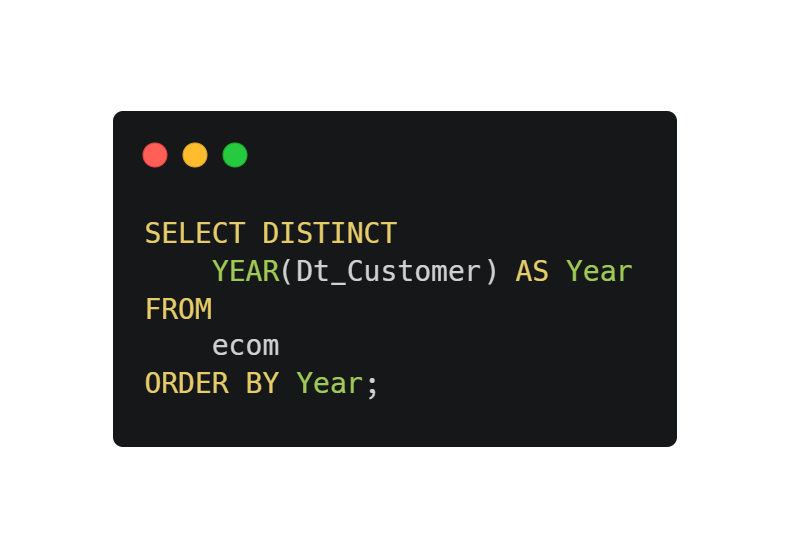 SELECT DISTINCT
    YEAR(Dt_Customer) AS Year
FROM
    ecom
ORDER BY Year;